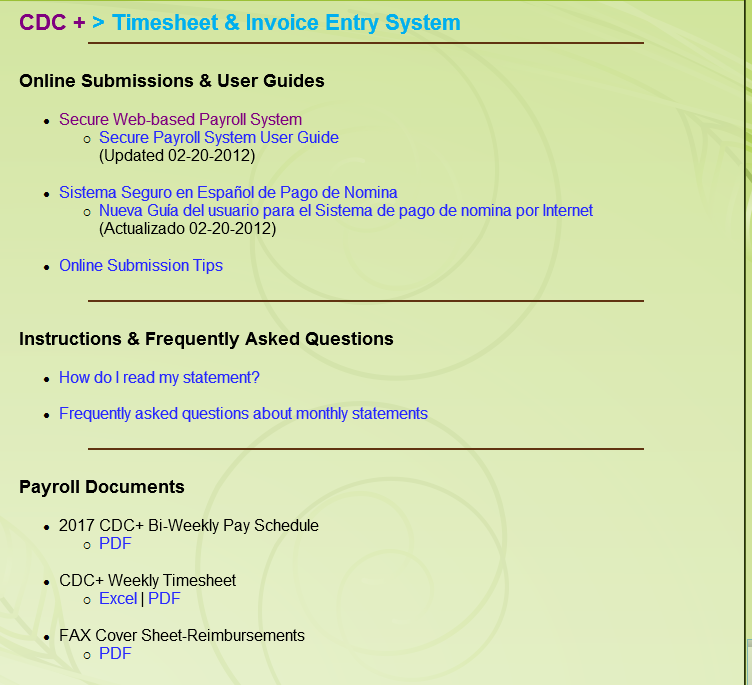 CDC + > Timesheet & Invoice Entry System
Online Submissions & User Guides
Secure Web-based Payroll System
Secure Payroll System User Guide
(Updated 02-20-2012)
Sistema Seguro en Español de Pago de Nomina
Nueva Guía del usuario para el Sistema de pago de nomina por Internet
(Actualizado 02-20-2012)
Online Submission Tips
Instructions & Frequently Asked Questions
How do I read my statement?
Frequently asked questions about monthly statements
Payroll Documents
2017 CDC+ Bi-Weekly Pay Schedule
PDF
CDC+ Weekly Timesheet
Excel | PDF
FAX Cover Sheet-Reimbursements
PDF